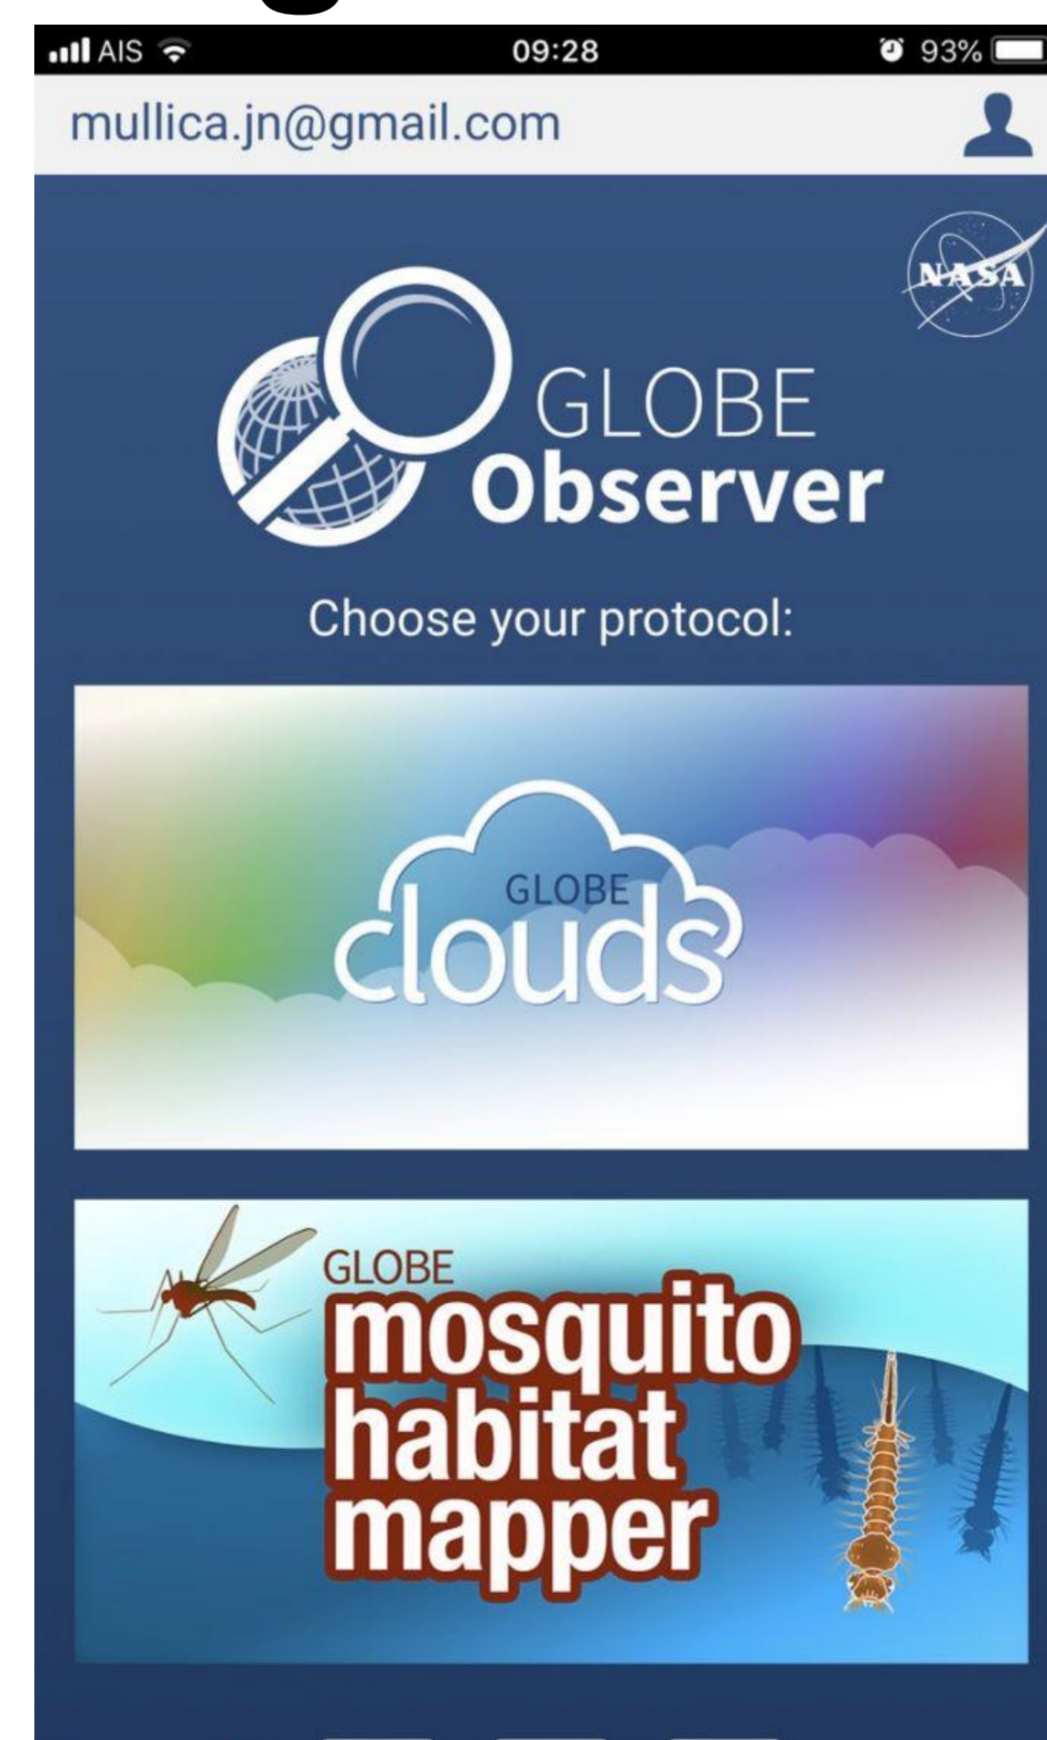 AIS 09:28 93%
mullica.jn@gmail.com
NASA
GLOBE
Observer
Choose your protocol:
GLOBE
clouds
GLOBE
mosquito
habitat
mapper